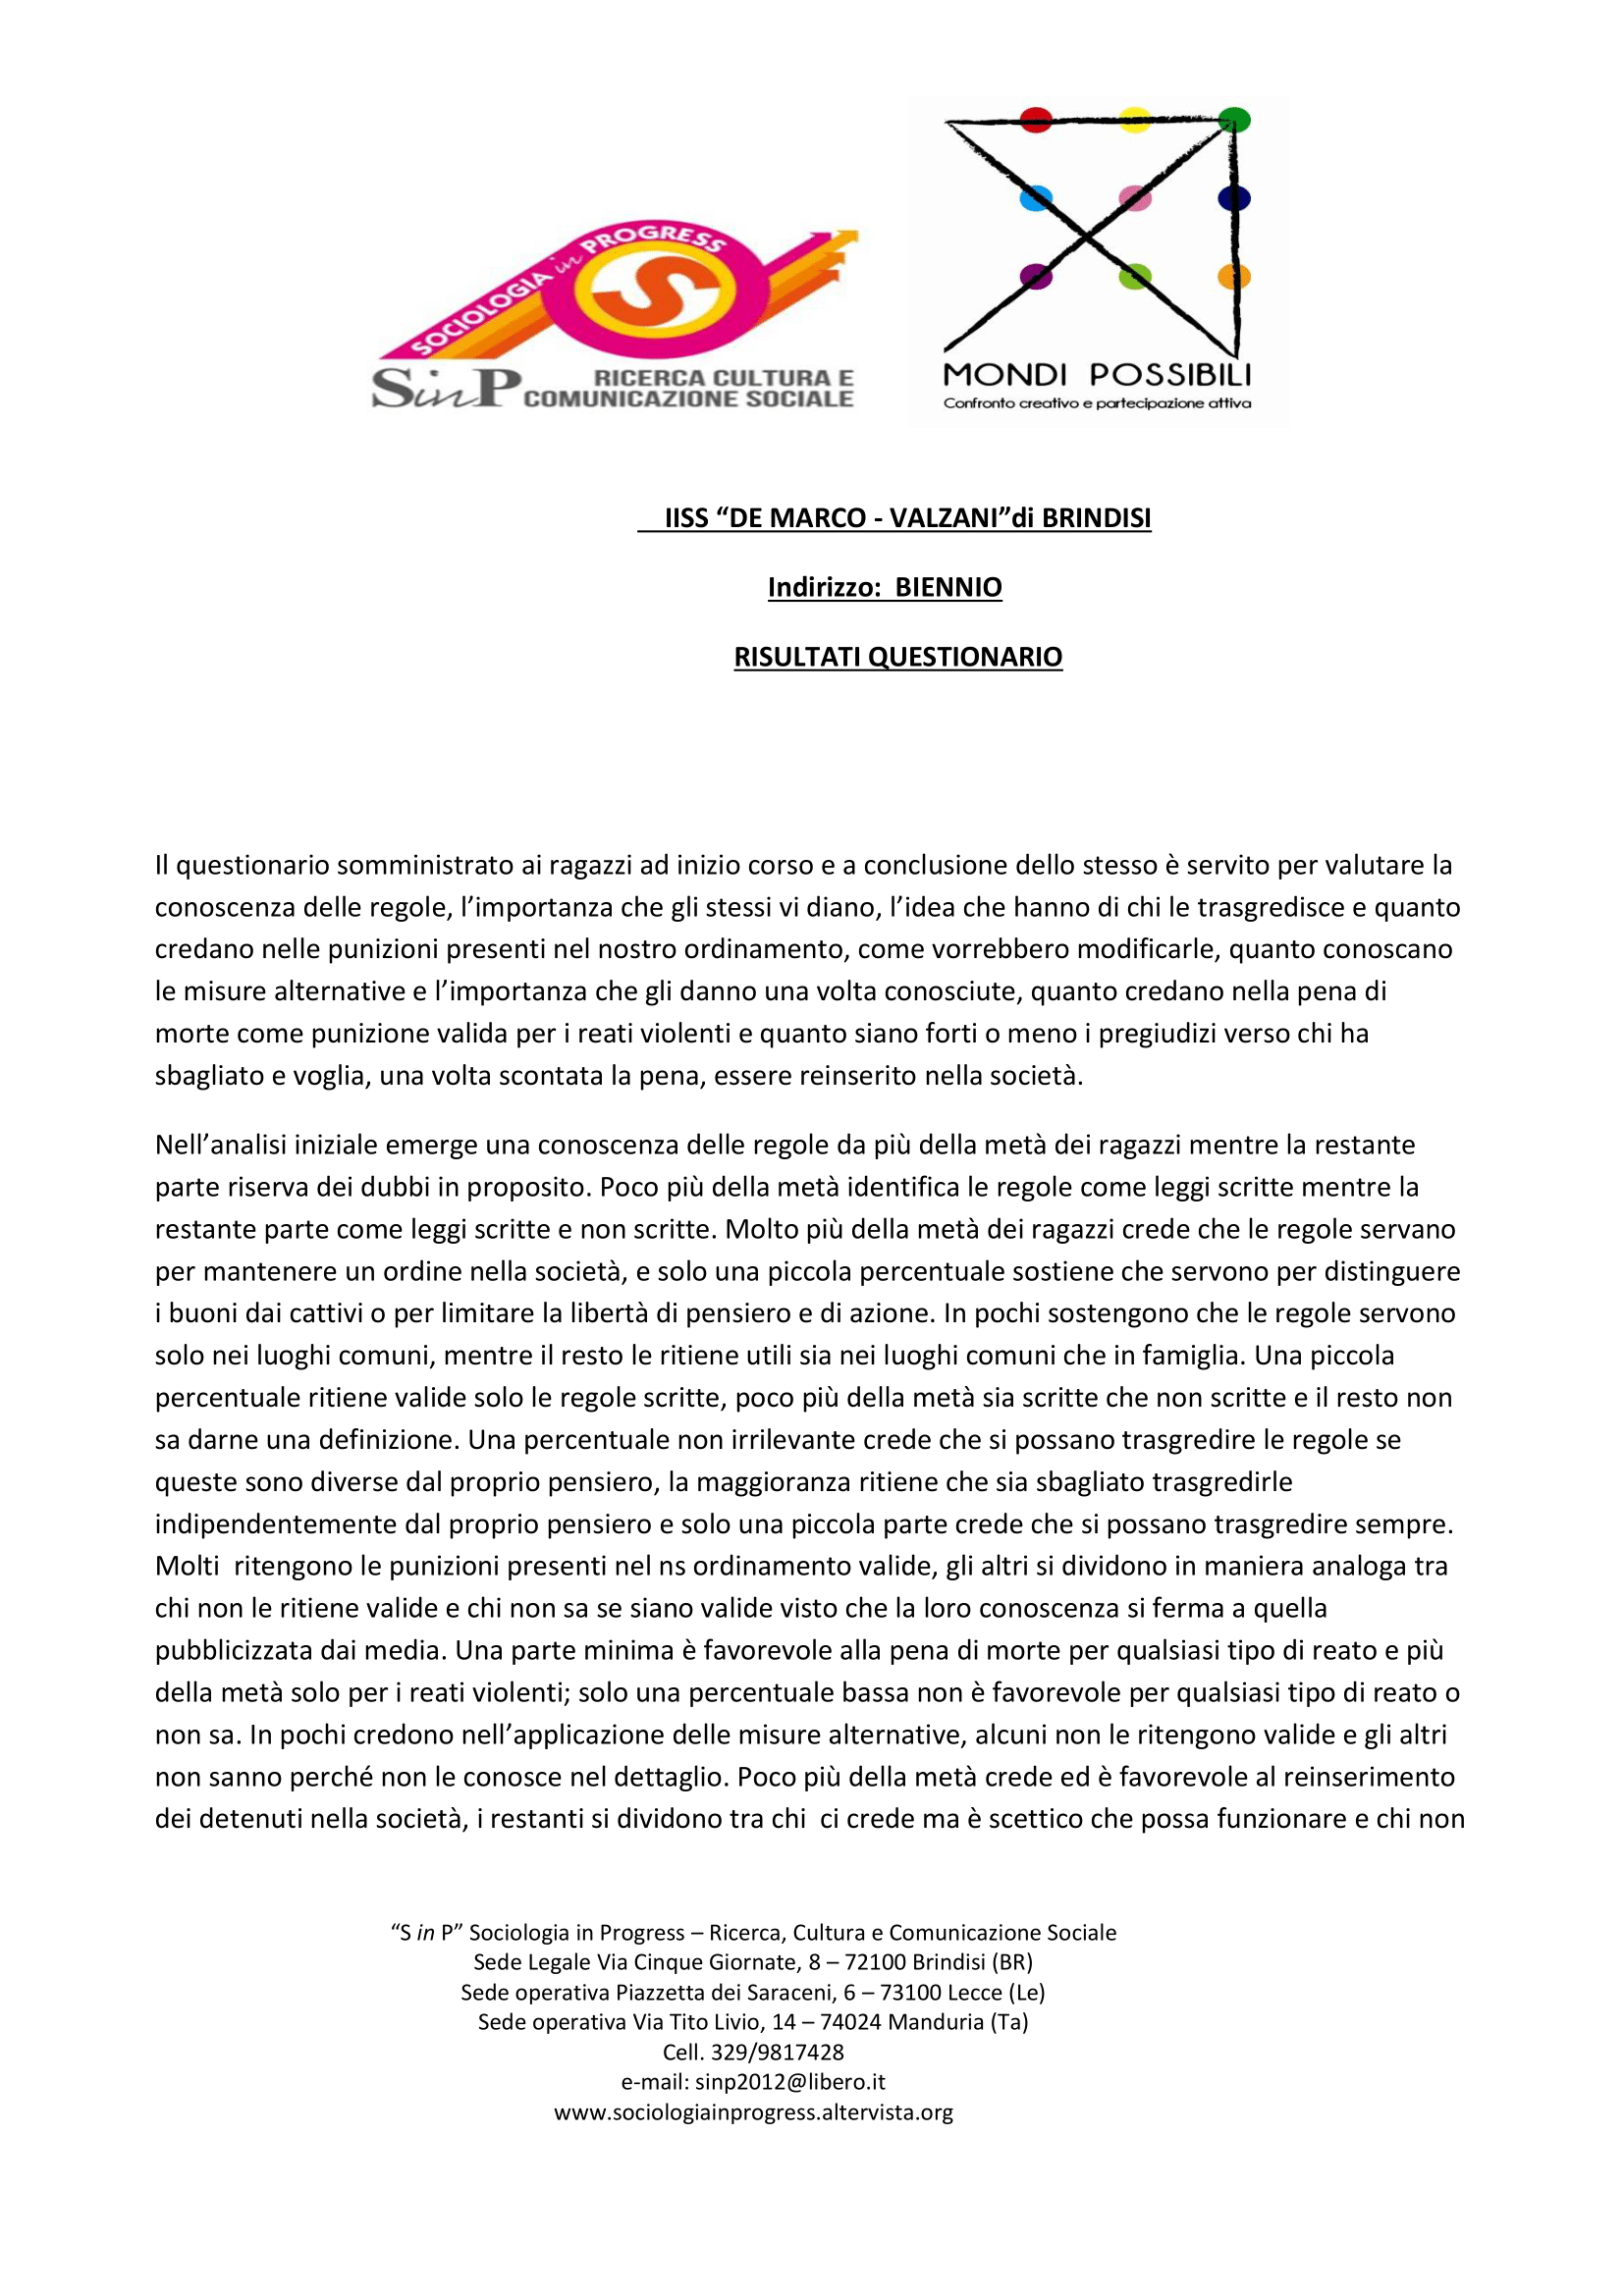 SOCIOLOGIA in PROGRESS
SinP RICERCA CULTURA E
COMUNICAZIONE SOCIALE
MONDI POSSIBILI
Confronto creativo e partecipazione attiva
IISS “DE MARCO - VALZANI”di BRINDISI
Indirizzo:  BIENNIO
RISULTATI QUESTIONARIO
Il questionario somministrato ai ragazzi ad inizio corso e a conclusione dello stesso è servito per valutare la
conoscenza delle regole, l’importanza che gli stessi vi diano, l’idea che hanno di chi le trasgredisce e quanto
credano nelle punizioni presenti nel nostro ordinamento, come vorrebbero modificarle, quanto conoscano
le misure alternative e l’importanza che gli danno una volta conosciute, quanto credano nella pena di
morte come punizione valida per i reati violenti e quanto siano forti o meno i pregiudizi verso chi ha
sbagliato e voglia, una volta scontata la pena, essere reinserito nella società.
Nell’analisi iniziale emerge una conoscenza delle regole da più della metà dei ragazzi mentre la restante
parte riserva dei dubbi in proposito. Poco più della metà identifica le regole come leggi scritte mentre la
restante parte come leggi scritte e non scritte. Molto più della metà dei ragazzi crede che le regole servano
per mantenere un ordine nella società, e solo una piccola percentuale sostiene che servono per distinguere
i buoni dai cattivi o per limitare la libertà di pensiero e di azione. In pochi sostengono che le regole servono
solo nei luoghi comuni, mentre il resto le ritiene utili sia nei luoghi comuni che in famiglia. Una piccola
percentuale ritiene valide solo le regole scritte, poco più della metà sia scritte che non scritte e il resto non
sa darne una definizione. Una percentuale non irrilevante crede che si possano trasgredire le regole se
queste sono diverse dal proprio pensiero, la maggioranza ritiene che sia sbagliato trasgredirle
indipendentemente dal proprio pensiero e solo una piccola parte crede che si possano trasgredire sempre.
Molti  ritengono le punizioni presenti nel ns ordinamento valide, gli altri si dividono in maniera analoga tra
chi non le ritiene valide e chi non sa se siano valide visto che la loro conoscenza si ferma a quella
pubblicizzata dai media. Una parte minima è favorevole alla pena di morte per qualsiasi tipo di reato e più
della metà solo per i reati violenti; solo una percentuale bassa non è favorevole per qualsiasi tipo di reato o
non sa. In pochi credono nell’applicazione delle misure alternative, alcuni non le ritengono valide e gli altri
non sanno perché non le conosce nel dettaglio. Poco più della metà crede ed è favorevole al reinserimento
dei detenuti nella società, i restanti si dividono tra chi  ci crede ma è scettico che possa funzionare e chi non
“S in P” Sociologia in Progress – Ricerca, Cultura e Comunicazione Sociale
Sede Legale Via Cinque Giornate, 8 – 72100 Brindisi (BR)
Sede operativa Piazzetta dei Saraceni, 6 – 73100 Lecce (Le)
Sede operativa Via Tito Livio, 14 – 74024 Manduria (Ta)
Cell. 329/9817428
e-mail: sinp2012@libero.it
www.sociologiainprogress.altervista.org